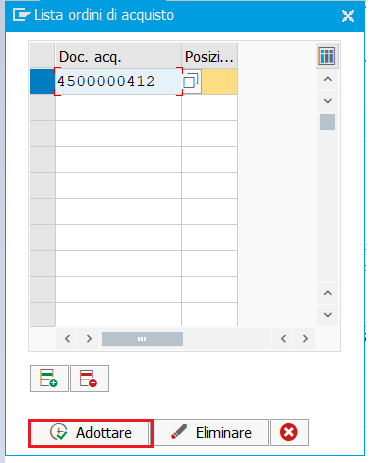 Lista ordini di acquisto
Doc. acq. Posizi...
4500000412
Adottare Eliminare